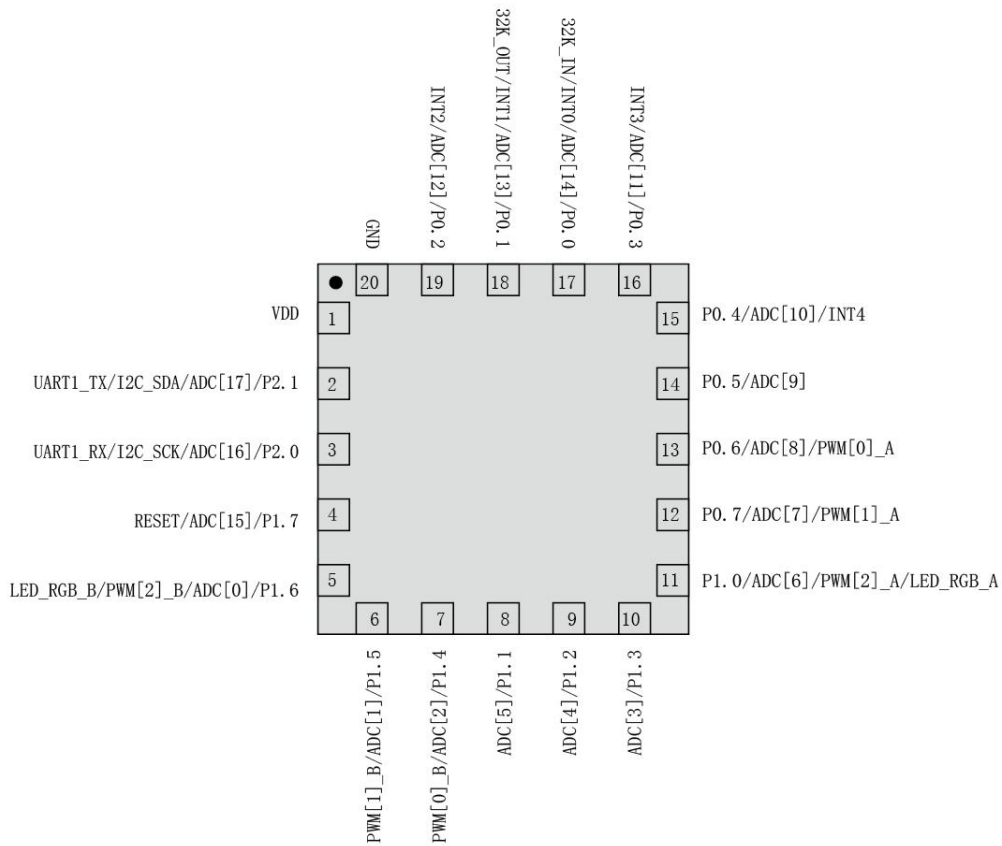 32K_OUT/INT1/ADC[13]/P0.1
32K_IN/INT0/ADC[14]/P0.0
INT2/ADC[12]/P0.2
INT3/ADC[11]/P0.3
GND
20
19
18
17
16
VDD
1
15
P0.4/ADC[10]/INT4
UART1_TX/I2C_SDA/ADC[17]/P2.1
2
14
P0.5/ADC[9]
UART1_RX/I2C_SCK/ADC[16]/P2.0
3
13
P0.6/ADC[8]/PWM[0]_A
RESET/ADC[15]/P1.7
4
12
P0.7/ADC[7]/PWM[1]_A
LED_RGB_B/PWM[2]_B/ADC[0]/P1.6
5
11
P1.0/ADC[6]/PWM[2]_A/LED_RGB_A
6
7
8
9
10
PWM[1]_B/ADC[1]/P1.5
PWM[0]_B/ADC[2]/P1.4
ADC[5]/P1.1
ADC[4]/P1.2
ADC[3]/P1.3